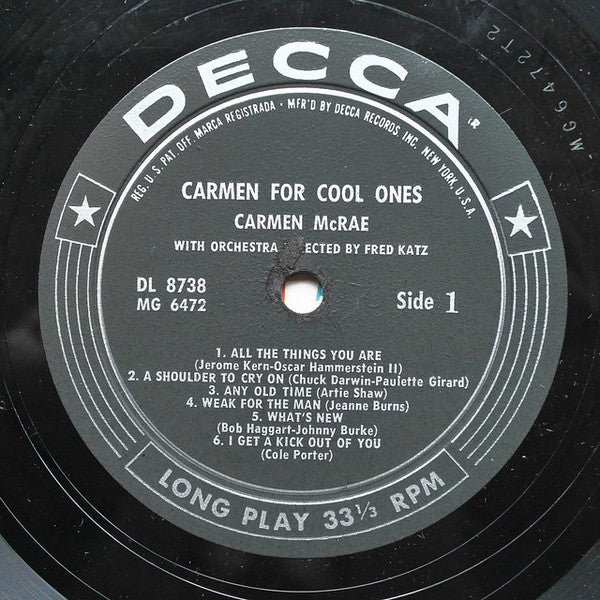 DECCA
REG. U.S. PAT. OFF. MARCA REGISTRADA • MFR'D BY DECCA RECORDS INC. NEW YORK, U.S.A.
CARMEN FOR COOL ONES
CARMEN McRAE
WITH ORCHESTRA ECTED BY FRED KATZ
DL 8738
MG 6472
Side 1
1. ALL THE THINGS YOU ARE
(Jerome Kern-Oscar Hammerstein II)
2. A SHOULDER TO CRY ON (Chuck Darwin-Paulette Girard)
3. ANY OLD TIME (Artie Shaw)
4. WEAK FOR THE MAN (Jeanne Burns)
5. WHAT'S NEW
(Bob Haggart-Johnny Burke)
6. I GET A KICK OUT OF YOU
(Cole Porter)
LONG PLAY 33 1/3 RPM
MG6472T2